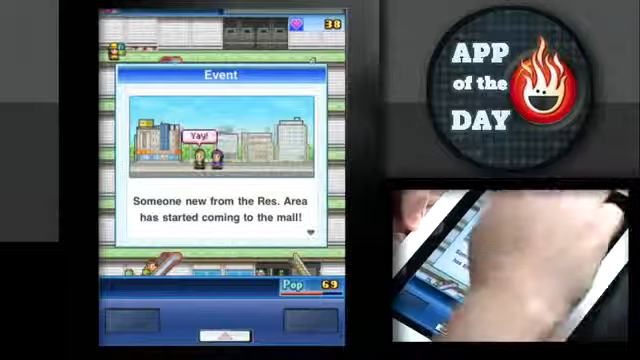 38
Event
Yay!
Someone new from the Res. Area
has started coming to the mall!
Pop 69
APP
of the
DAY